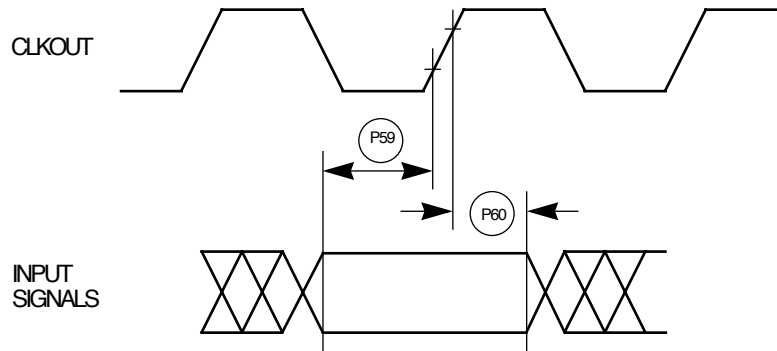 CLKOUT
P59
P60
INPUT
SIGNALS